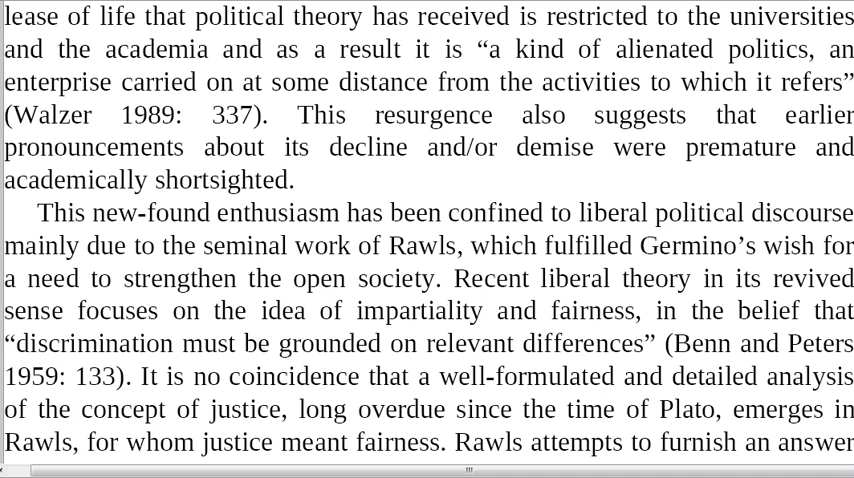 lease of life that political theory has received is restricted to the universities
and the academia and as a result it is “a kind of alienated politics, an
enterprise carried on at some distance from the activities to which it refers”
(Walzer 1989: 337). This resurgence also suggests that earlier
pronouncements about its decline and/or demise were premature and
academically shortsighted.
This new-found enthusiasm has been confined to liberal political discourse
mainly due to the seminal work of Rawls, which fulfilled Germino’s wish for
a need to strengthen the open society. Recent liberal theory in its revived
sense focuses on the idea of impartiality and fairness, in the belief that
“discrimination must be grounded on relevant differences” (Benn and Peters
1959: 133). It is no coincidence that a well-formulated and detailed analysis
of the concept of justice, long overdue since the time of Plato, emerges in
Rawls, for whom justice meant fairness. Rawls attempts to furnish an answer